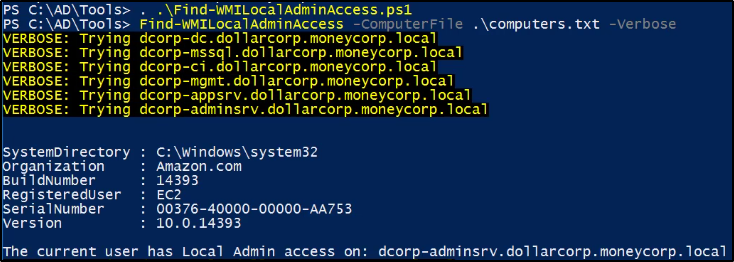 PS C:\AD\Tools> . .\Find-WMILocalAdminAccess.ps1
PS C:\AD\Tools> Find-WMILocalAdminAccess -ComputerFile .\computers.txt -Verbose
VERBOSE: Trying dcorp-dc.dollarcorp.moneycorp.local
VERBOSE: Trying dcorp-mssql.dollarcorp.moneycorp.local
VERBOSE: Trying dcorp-ci.dollarcorp.moneycorp.local
VERBOSE: Trying dcorp-mgmt.dollarcorp.moneycorp.local
VERBOSE: Trying dcorp-appsrv.dollarcorp.moneycorp.local
VERBOSE: Trying dcorp-adminsrv.dollarcorp.moneycorp.local
SystemDirectory : C:\Windows\system32
Organization : Amazon.com
BuildNumber : 14393
RegisteredUser : EC2
SerialNumber : 00376-40000-00000-AA753
Version : 10.0.14393
The current user has Local Admin access on: dcorp-adminsrv.dollarcorp.moneycorp.local